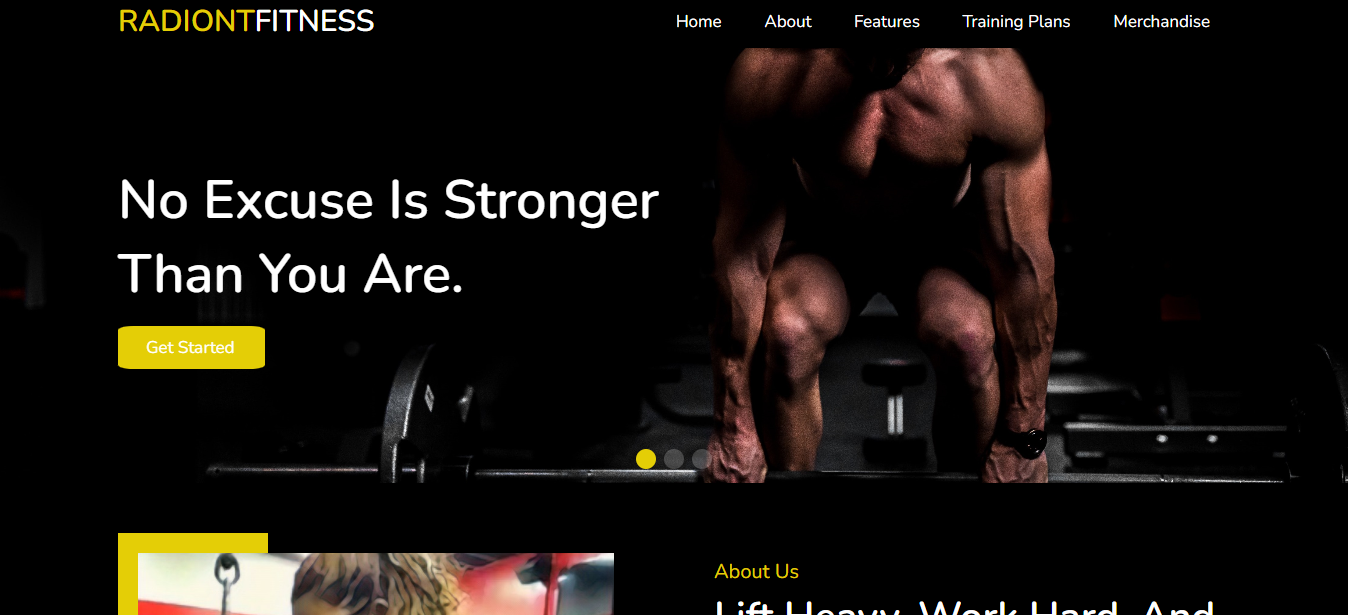 RADIONTFITNESS
Home About Features Training Plans Merchandise
No Excuse Is Stronger
Than You Are.
Get Started
About Us
Lift Heavy, Work Hard, And